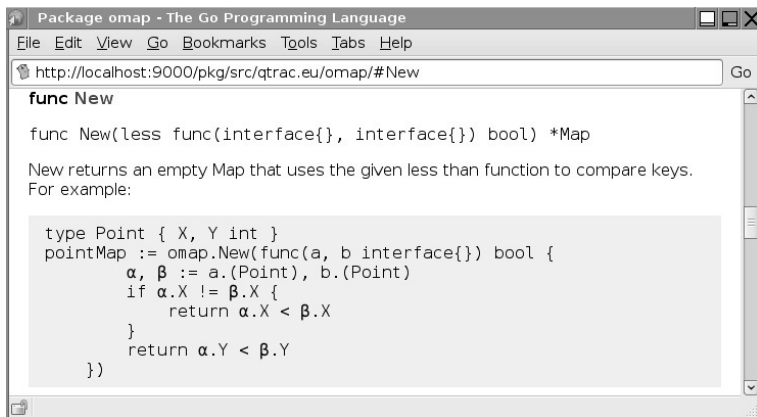 Package omap - The Go Programming Language
File Edit View Go Bookmarks Tools Tabs Help
http://localhost:9000/pkg/src/qtrac.eu/omap/#New Go
func New
func New(less func(interface{}, interface{}) bool) *Map
New returns an empty Map that uses the given less than function to compare keys.
For example:
type Point { X, Y int }
pointMap := omap.New(func(a, b interface{}) bool {
        α, β := a.(Point), b.(Point)
        if α.X != β.X {
            return α.X < β.X
        }
        return α.Y < β.Y
    })